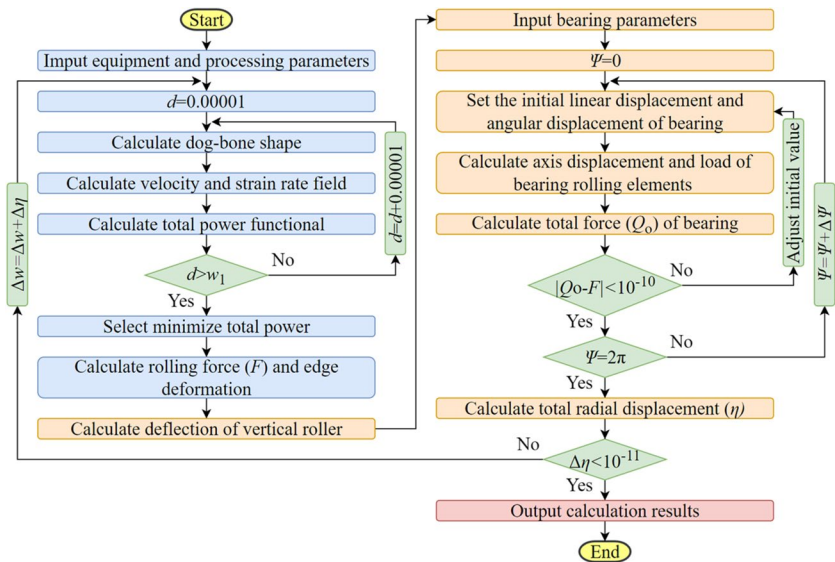 Start
Imput equipment and processing parameters
d=0.00001
Calculate dog-bone shape
Calculate velocity and strain rate field
Calculate total power functional
d>w₁
No
Yes
d=d+0.00001
Δw=Δw+Δη
Select minimize total power
Calculate rolling force (F) and edge
deformation
Calculate deflection of vertical roller
Input bearing parameters
Ψ=0
Set the initial linear displacement and
angular displacement of bearing
Calculate axis displacement and load of
bearing rolling elements
Calculate total force (Qₒ) of bearing
|Qo-F|<10⁻¹⁰
No
Yes
Adjust initial value
Ψ=Ψ+ΔΨ
Ψ=2π
No
Yes
Calculate total radial displacement (η)
No
Δη<10⁻¹¹
Yes
Output calculation results
End